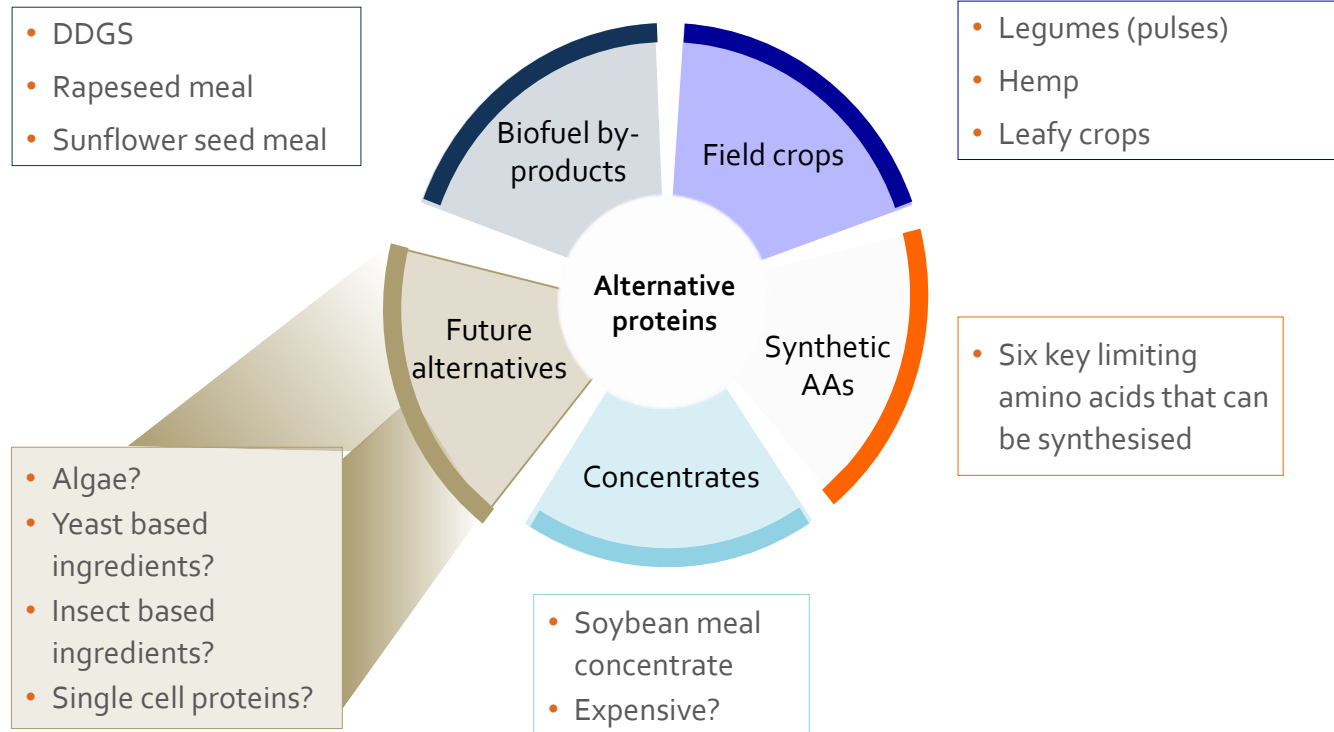 • DDGS
• Rapeseed meal
• Sunflower seed meal
Biofuel by-
products
Field crops
• Legumes (pulses)
• Hemp
• Leafy crops
Alternative
proteins
Future
alternatives
Synthetic
AAs
• Six key limiting
amino acids that can
be synthesised
Concentrates
• Algae?
• Yeast based
ingredients?
• Insect based
ingredients?
• Single cell proteins?
• Soybean meal
concentrate
• Expensive?